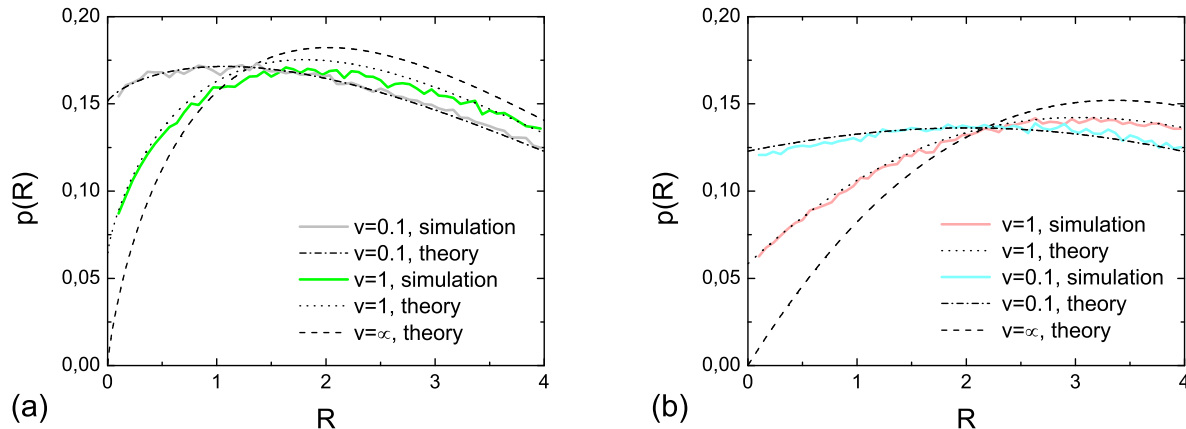 0,20
0,15
0,10
0,05
0,00
p(R)
v=0.1, simulation
v=0.1, theory
v=1, simulation
v=1, theory
v=∝, theory
0 1 2 3 4
R
(a)
0,20
0,15
0,10
0,05
0,00
p(R)
v=1, simulation
v=1, theory
v=0.1, simulation
v=0.1, theory
v=∝, theory
0 1 2 3 4
R
(b)